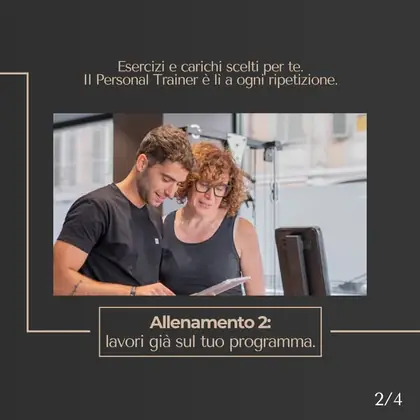 Esercizi e carichi scelti per te.
Il Personal Trainer è lì a ogni ripetizione.
Allenamento 2:
lavori già sul tuo programma.
2/4